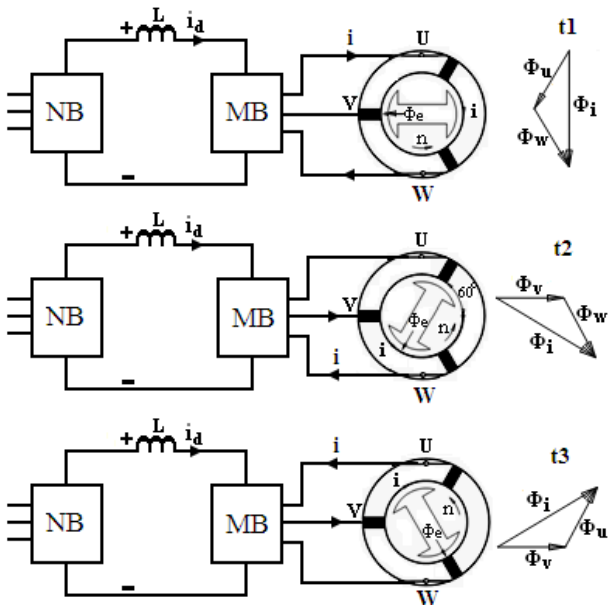 L i_d i U t1
+
NB MB V Φe i Φu Φi
n Φw
- W
L i_d U t2
+
NB MB V 60° Φe n Φv Φw
i i Φi
- W
L i_d i U t3
+
NB MB V i n Φi Φu
Φe Φv
- W